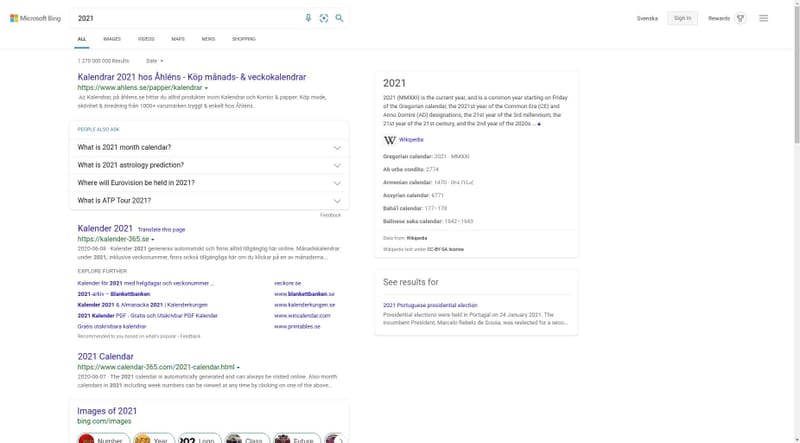 Microsoft Bing
2021
Svenska
Sign in
Rewards
ALL IMAGES VIDEOS MAPS NEWS SHOPPING
1 270 000 000 Results Date
Kalendrar 2021 hos Åhléns - Köp månads- & veckokalendrar
https://www.ahlens.se/papper/kalendrar
Ad Kalendrar, på åhlens.se hittar du alltid produkter inom Kalendrar och Kontor & papper. Köp mode,
skönhet & inredning från 1000+ varumärken tryggt & enkelt hos Åhlens.
PEOPLE ALSO ASK
What is 2021 month calendar?
What is 2021 astrology prediction?
Where will Eurovision be held in 2021?
What is ATP Tour 2021?
Feedback
Kalender 2021 Translate this page
https://kalender-365.se
2020-06-08 · Kalender 2021 genereras automatiskt och finns alltid tillgänglig här online. Månadskalendrar
under 2021, inklusive veckonummer, finns också tillgängliga här om du klickar på en av månaderna...
EXPLORE FURTHER
Kalender för 2021 med helgdagar och veckonummer ... veckonr.se
2021-arkiv – Blankettbanken www.blankettbanken.se
Kalender 2021 & Almanacka 2021 | Kalenderkungen www.kalenderkungen.se
2021 Kalender PDF - Gratis och Utskrivbar PDF Kalender www.wincalendar.com
Gratis utskrivbara kalendrar www.printables.se
Recommended to you based on what's popular • Feedback
2021 Calendar
https://www.calendar-365.com/2021-calendar.html
2020-06-07 · The 2021 calendar is automatically generated and can always be visited online. Also month
calendars in 2021 including week numbers can be viewed at any time by clicking on one of the above...
Images of 2021
bing.com/images
Number Year Logo Class Future
2021
2021 (MMXXI) is the current year, and is a common year starting on Friday
of the Gregorian calendar, the 2021st year of the Common Era (CE) and
Anno Domini (AD) designations, the 21st year of the 3rd millennium, the
21st year of the 21st century, and the 2nd year of the 2020s ...
W Wikipedia
Gregorian calendar: 2021 · MMXXI
Ab urbe condita: 2774
Armenian calendar: 1470 ·
Assyrian calendar: 6771
Bahá'í calendar: 177–178
Balinese saka calendar: 1942–1943
Data from: Wikipedia
Wikipedia text under CC-BY-SA license
See results for
2021 Portuguese presidential election
Presidential elections were held in Portugal on 24 January 2021. The
incumbent President, Marcelo Rebelo de Sousa, was reelected for a seco...